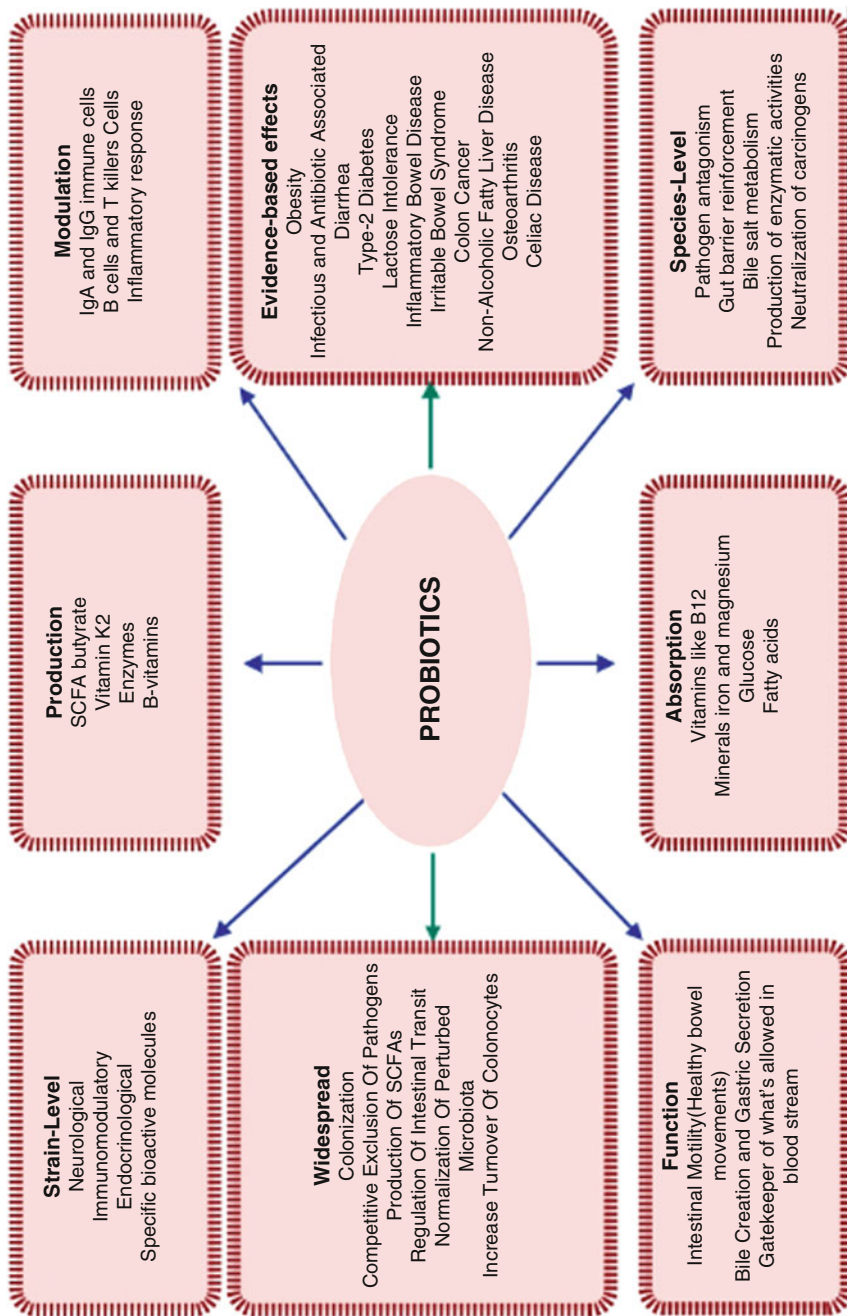 Strain-Level
Neurological
Immunomodulatory
Endocrinological
Specific bioactive molecules
Production
SCFA butyrate
Vitamin K2
Enzymes
B-vitamins
Modulation
IgA and IgG immune cells
B cells and T killers Cells
Inflammatory response
Widespread
Colonization
Competitive Exclusion Of Pathogens
Production Of SCFAs
Regulation Of Intestinal Transit
Normalization Of Perturbed
Microbiota
Increase Turnover Of Colonocytes
PROBIOTICS
Evidence-based effects
Obesity
Infectious and Antibiotic Associated
Diarrhea
Type-2 Diabetes
Lactose Intolerance
Inflammatory Bowel Disease
Irritable Bowel Syndrome
Colon Cancer
Non-Alcoholic Fatty Liver Disease
Osteoarthritis
Celiac Disease
Function
Intestinal Motility(Healthy bowel
movements)
Bile Creation and Gastric Secretion
Gatekeeper of what's allowed in
blood stream
Absorption
Vitamins like B12
Minerals iron and magnesium
Glucose
Fatty acids
Species-Level
Pathogen antagonism
Gut barrier reinforcement
Bile salt metabolism
Production of enzymatic activities
Neutralization of carcinogens